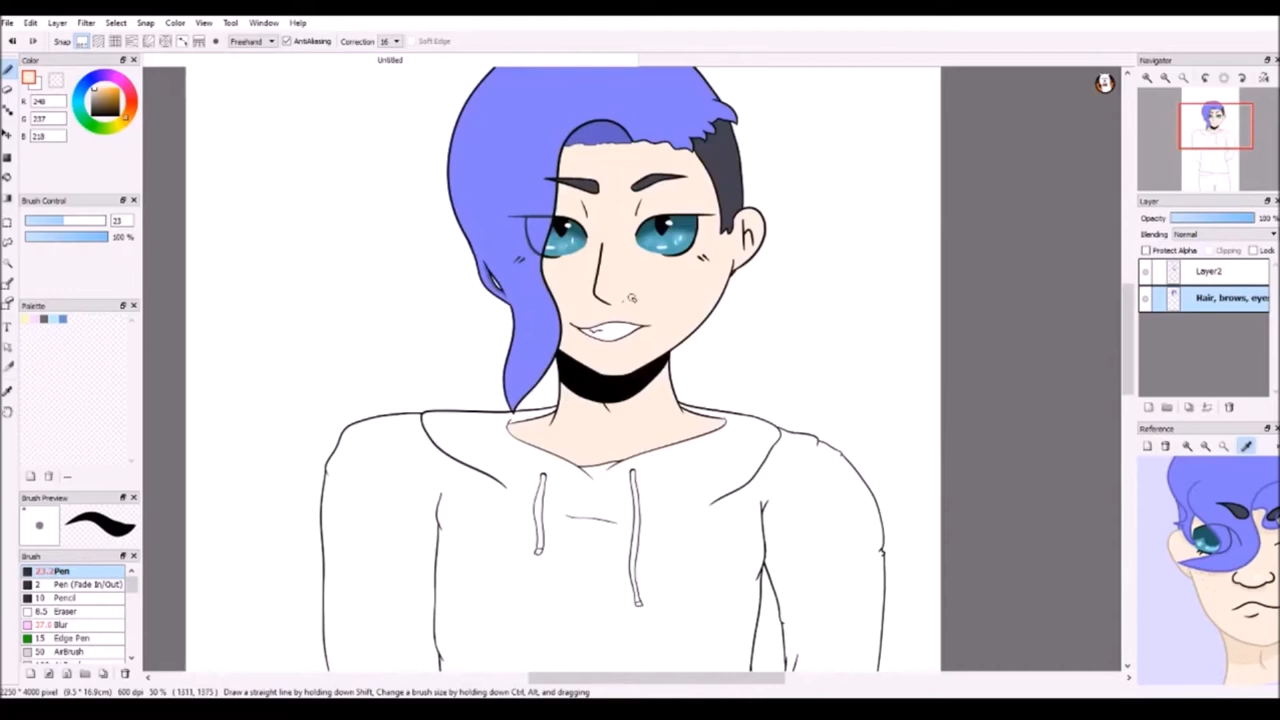 File Edit Layer Filter Select Snap Color View Tool Window Help
Snap Freehand AntiAliasing Correction 16 Soft Edge
Untitled
Color
R 248
G 237
B 218
Brush Control
23
100 %
Palette
Brush Preview
Brush
23.2 Pen
2 Pen (Fade In/Out)
10 Pencil
8.5 Eraser
37.0 Blur
15 Edge Pen
50 AirBrush
2250 * 4000 pixel (9.5 * 16.9cm) 600 dpi 30 % (1311, 1375) Draw a straight line by holding down Shift, Change a brush size by holding down Ctrl, Alt, and dragging
Navigator
Layer
Opacity 100 %
Blending Normal
Protect Alpha Clipping Lock
Layer2
Hair, brows, eye
Reference